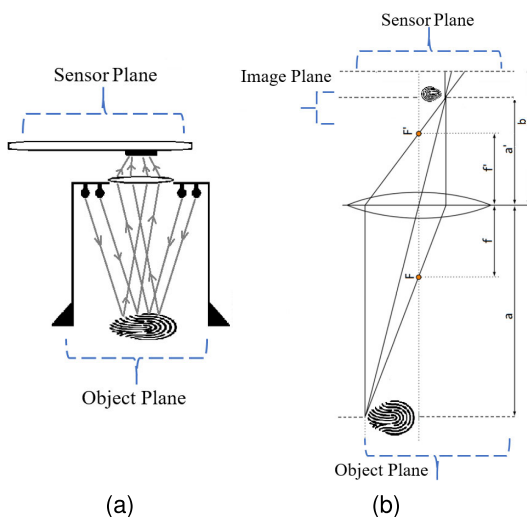 Sensor Plane
Object Plane
(a)
Sensor Plane
Image Plane
F'
b
a'
f'
f
F
a
Object Plane
(b)